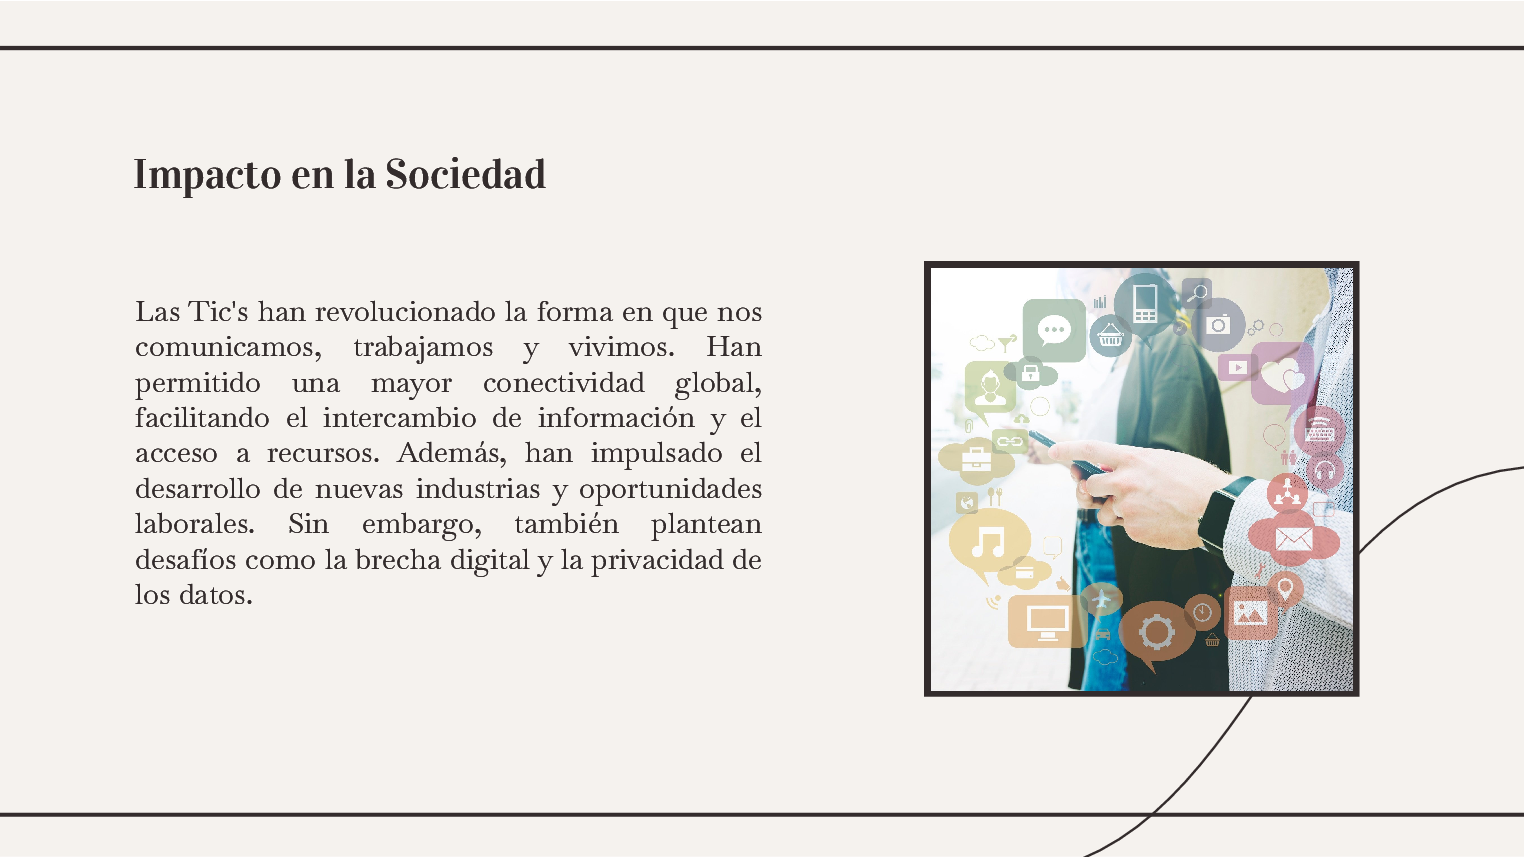 Impacto en la Sociedad
Las Tic's han revolucionado la forma en que nos
comunicamos, trabajamos y vivimos. Han
permitido una mayor conectividad global,
facilitando el intercambio de información y el
acceso a recursos. Además, han impulsado el
desarrollo de nuevas industrias y oportunidades
laborales. Sin embargo, también plantean
desafíos como la brecha digital y la privacidad de
los datos.